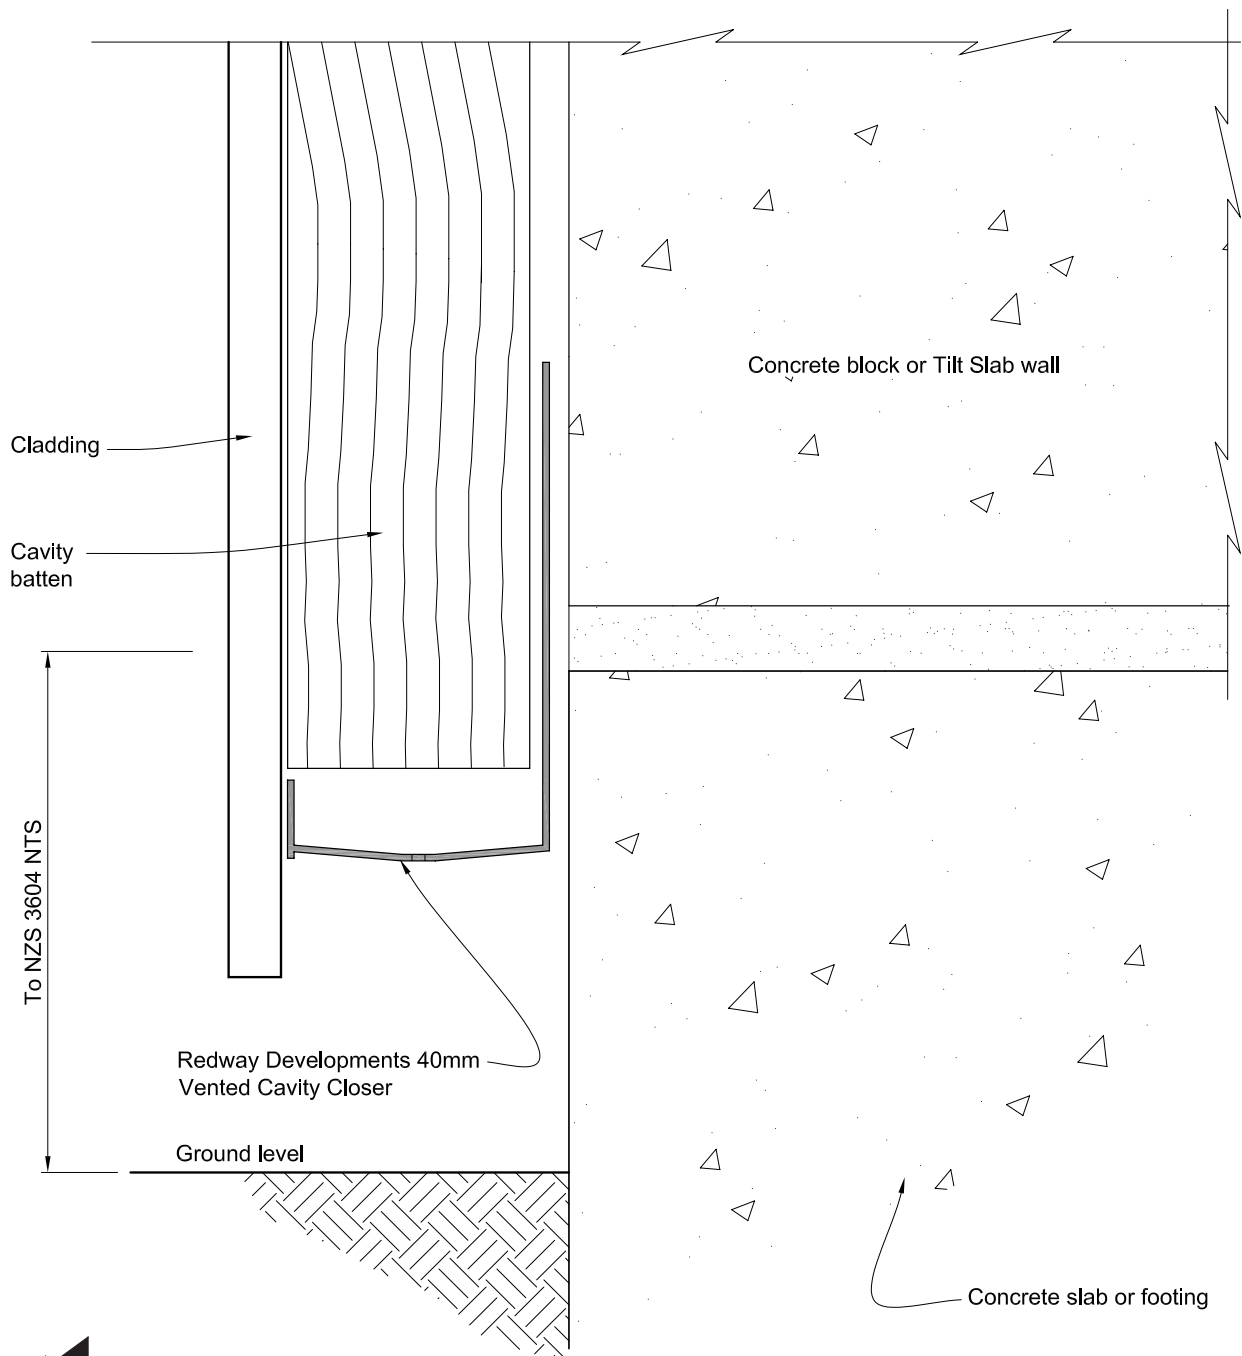 Concrete block or Tilt Slab wall
Cladding
Cavity
batten
To NZS 3604 NTS
Redway Developments 40mm
Vented Cavity Closer
Ground level
Concrete slab or footing